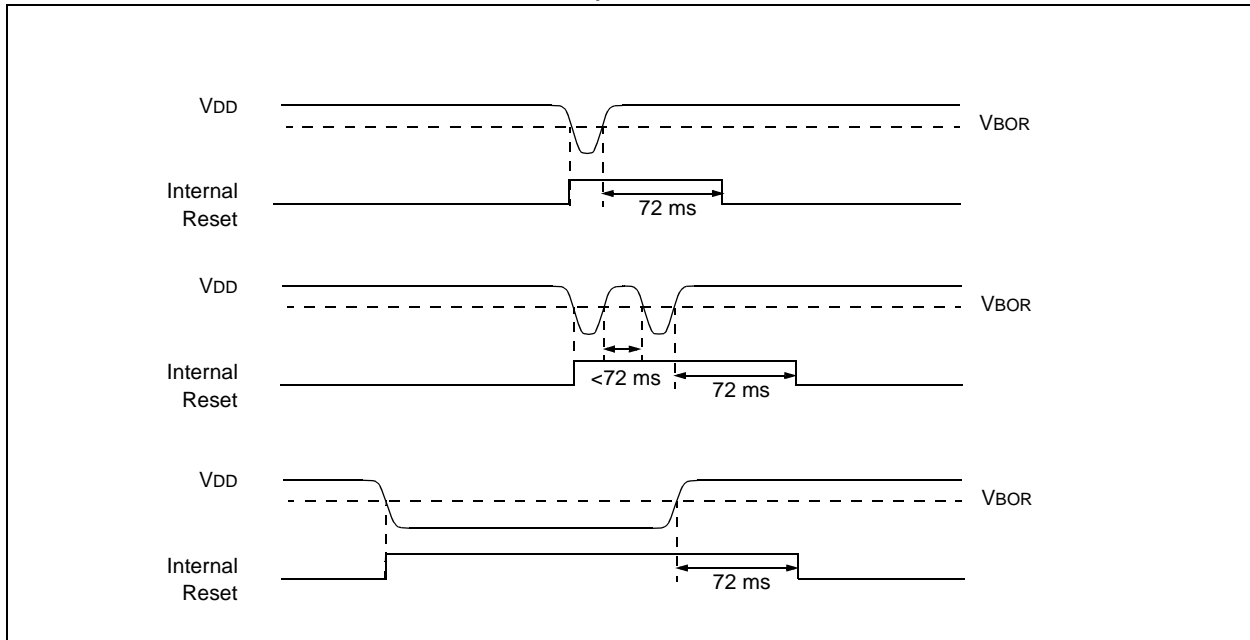 VDD
VBOR
Internal
Reset
72 ms
VDD
VBOR
Internal
Reset
<72 ms
72 ms
VDD
VBOR
Internal
Reset
72 ms